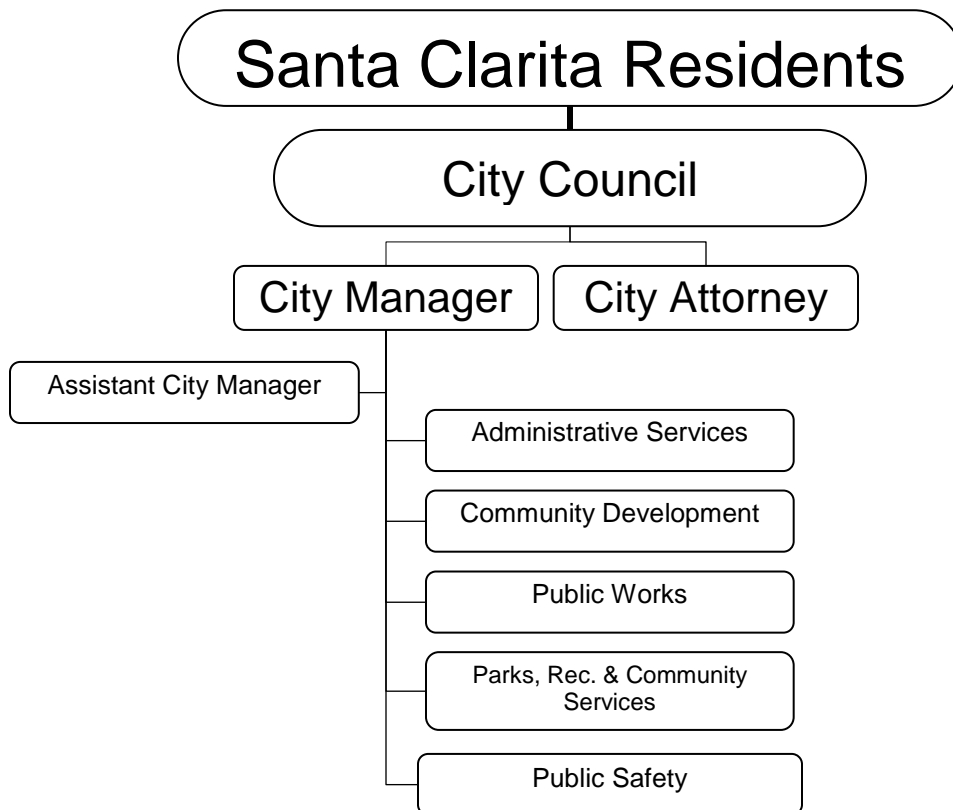 Santa Clarita Residents
City Council
City Manager
City Attorney
Assistant City Manager
Administrative Services
Community Development
Public Works
Parks, Rec. & Community
Services
Public Safety